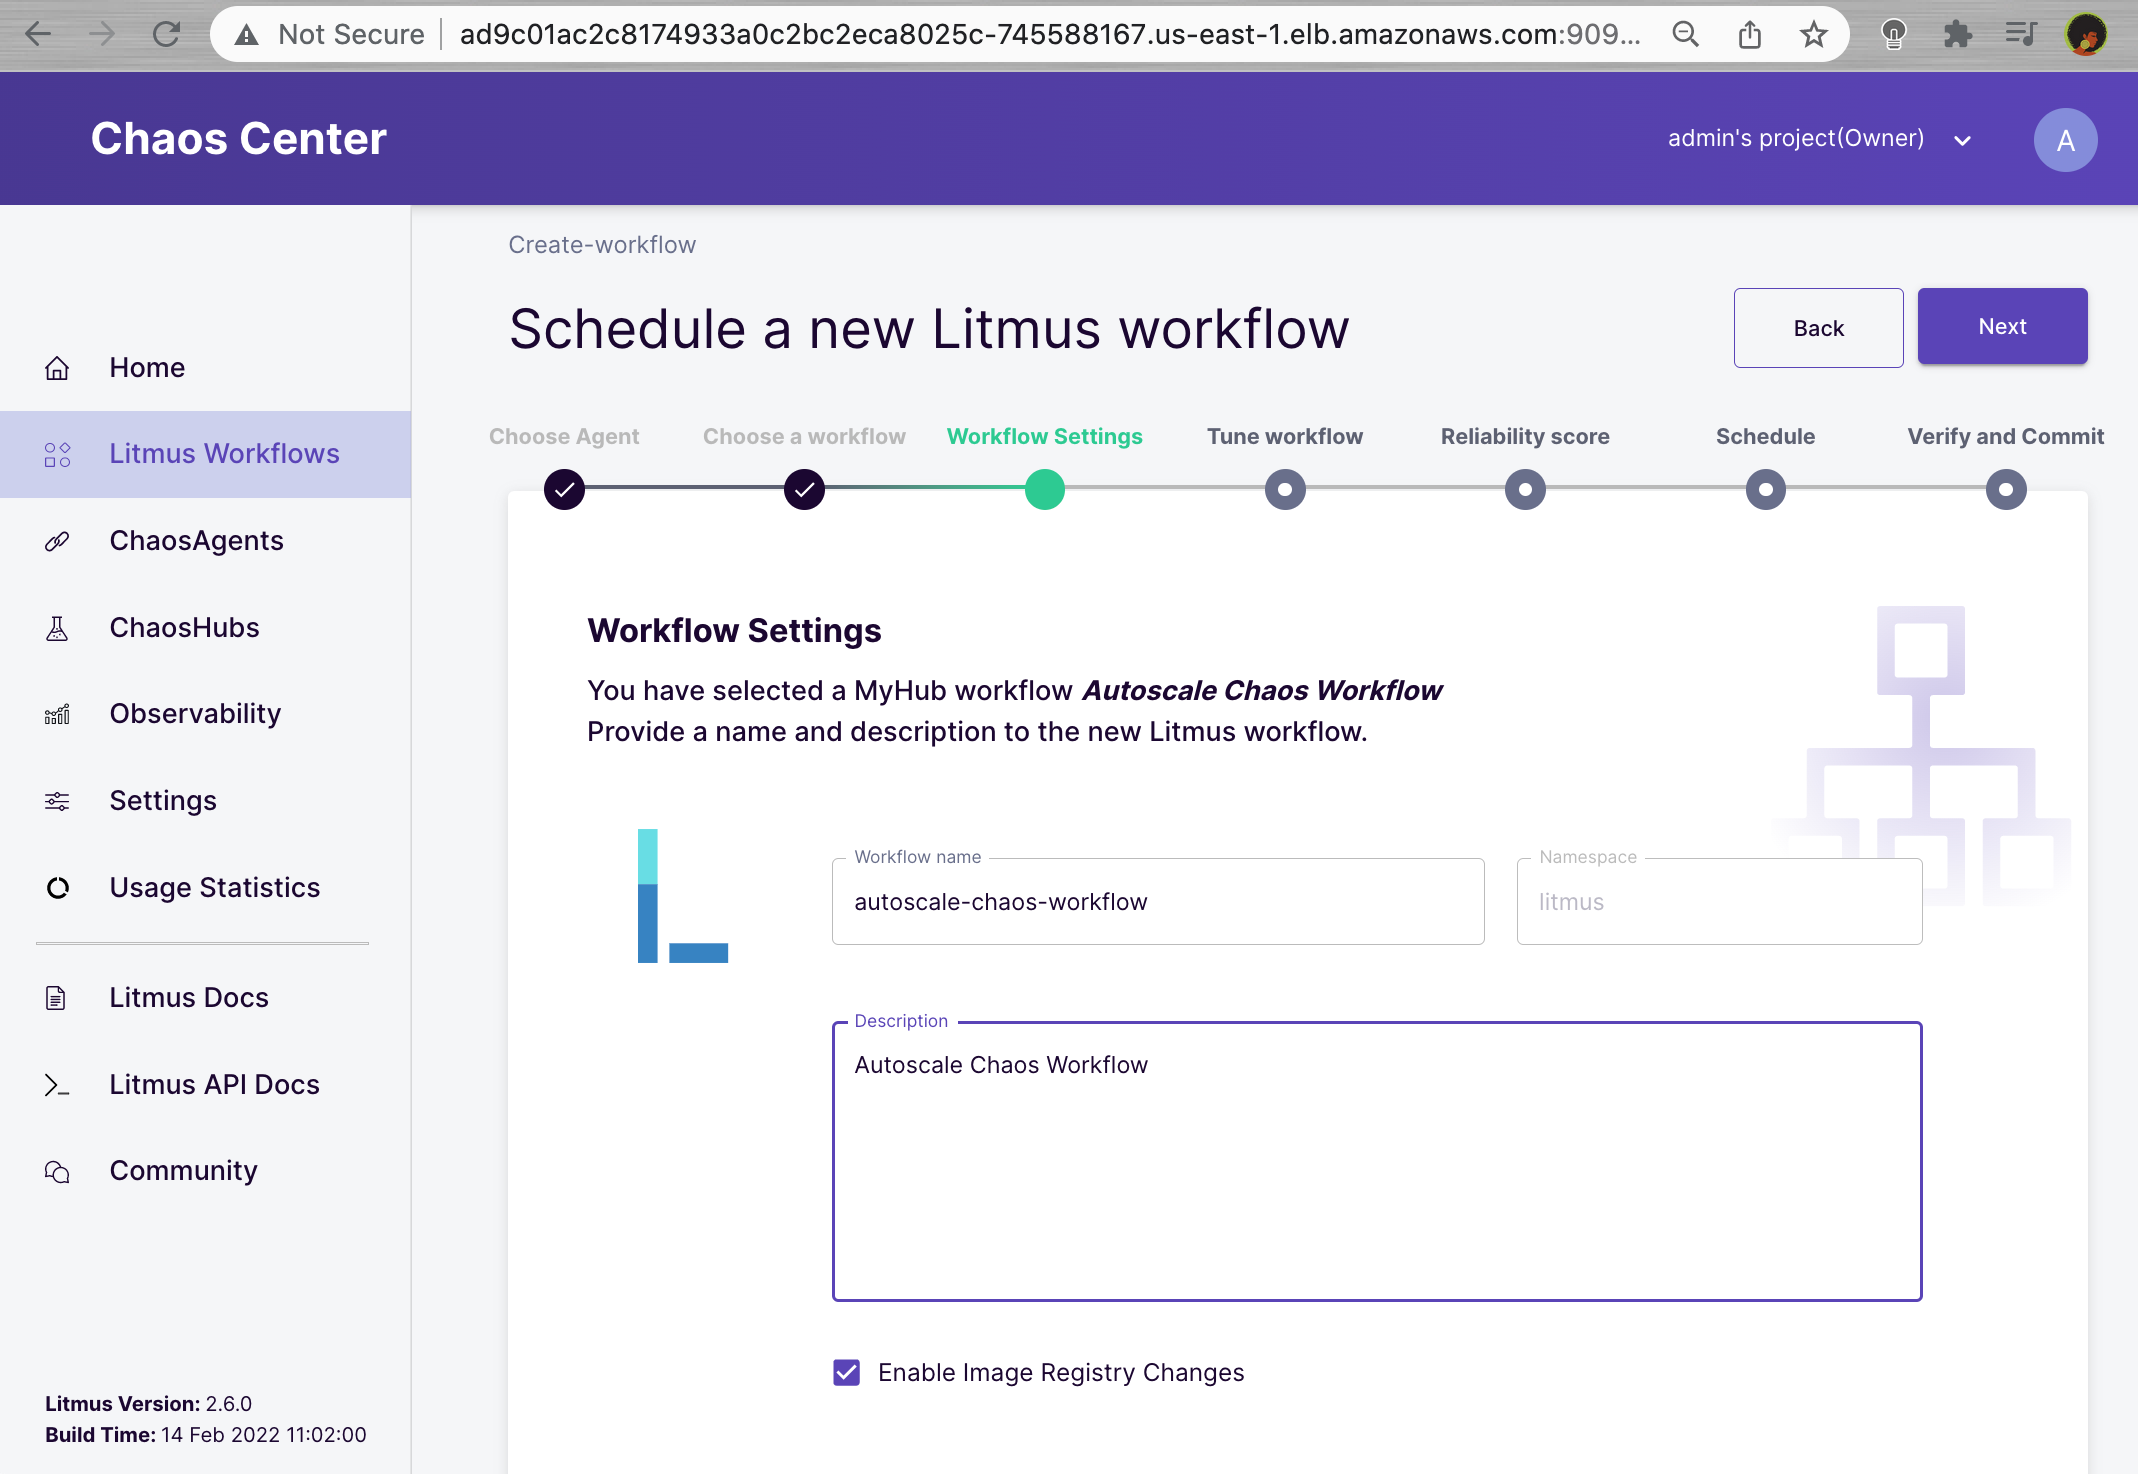 Not Secure
ad9c01ac2c8174933a0c2bc2eca8025c-745588167.us-east-1.elb.amazonaws.com:909...
Chaos Center
admin's project(Owner)
A
Create-workflow
Schedule a new Litmus workflow
Back
Next
Choose Agent
Choose a workflow
Workflow Settings
Tune workflow
Reliability score
Schedule
Verify and Commit
Home
Litmus Workflows
ChaosAgents
ChaosHubs
Observability
Settings
Usage Statistics
Litmus Docs
Litmus API Docs
Community
Litmus Version: 2.6.0
Build Time: 14 Feb 2022 11:02:00
Workflow Settings
You have selected a MyHub workflow Autoscale Chaos Workflow
Provide a name and description to the new Litmus workflow.
Workflow name
autoscale-chaos-workflow
Namespace
litmus
Description
Autoscale Chaos Workflow
Enable Image Registry Changes